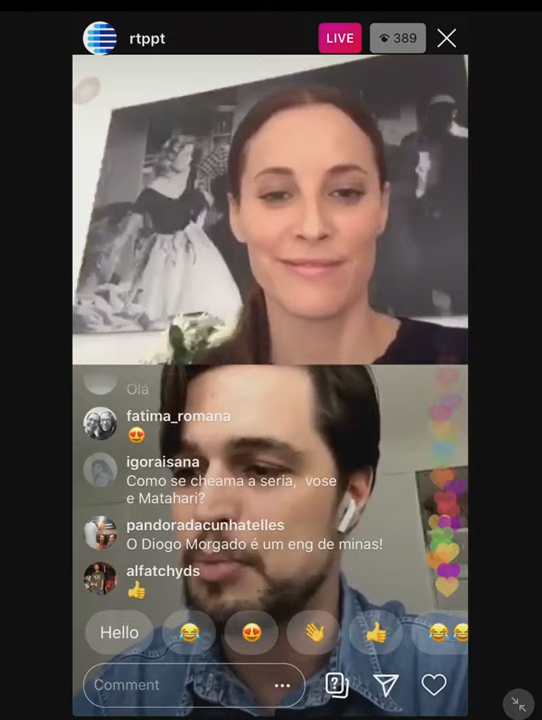 rtppt
LIVE
389
Olá
fatima_romana
😍
igoraisana
Como se cheama a seria, vose
e Matahari?
pandoradacunhatelles
O Diogo Morgado é um eng de minas!
alfatchyds
👍
Hello 😂 😍 👋 👍 😂😂
Comment